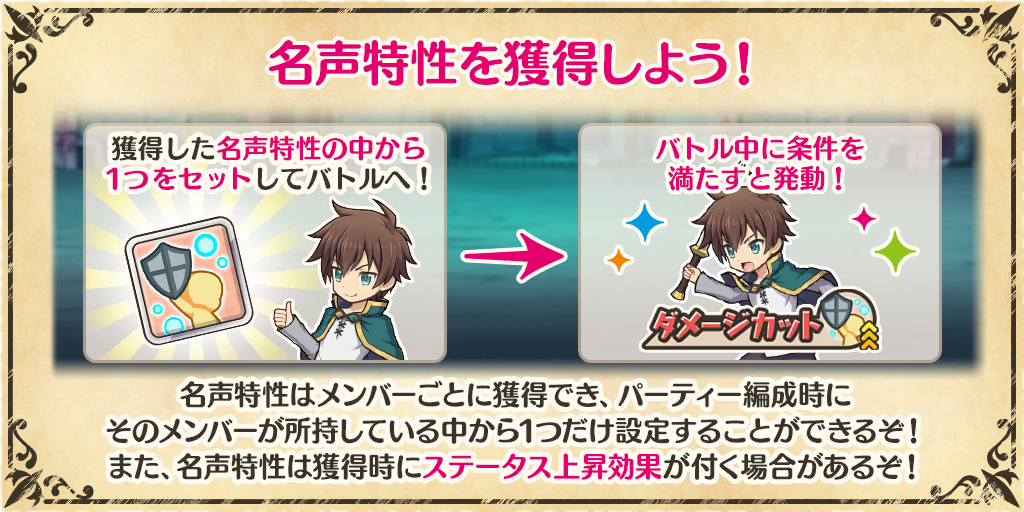 名声特性を獲得しよう！
獲得した名声特性の中から
1つをセットしてバトルへ！
バトル中に条件を
満たすと発動！
ダメージカット
名声特性はメンバーごとに獲得でき、パーティー編成時に
そのメンバーが所持している中から1つだけ設定することができるぞ！
また、名声特性は獲得時にステータス上昇効果が付く場合があるぞ！